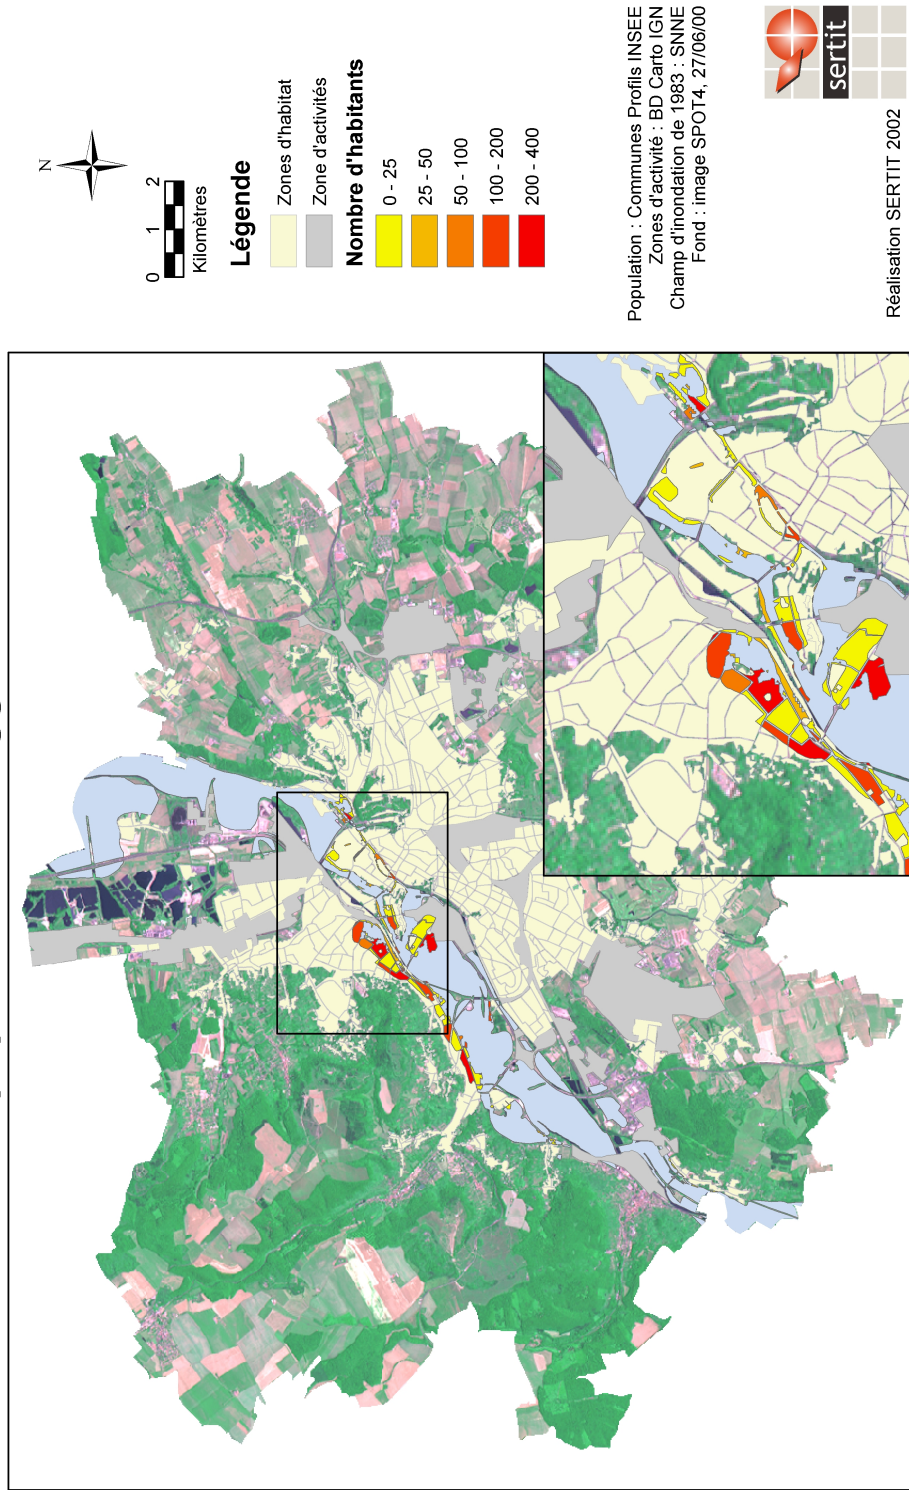 N
0 1 2
Kilomètres
Légende
Zones d'habitat
Zone d'activités
Nombre d'habitants
0 - 25
25 - 50
50 - 100
100 - 200
200 - 400
Population : Communes Profils INSEE
Zones d'activité : BD Carto IGN
Champ d'inondation de 1983 : SNNE
Fond : image SPOT4, 27/06/00
sertit
Réalisation SERTIT 2002